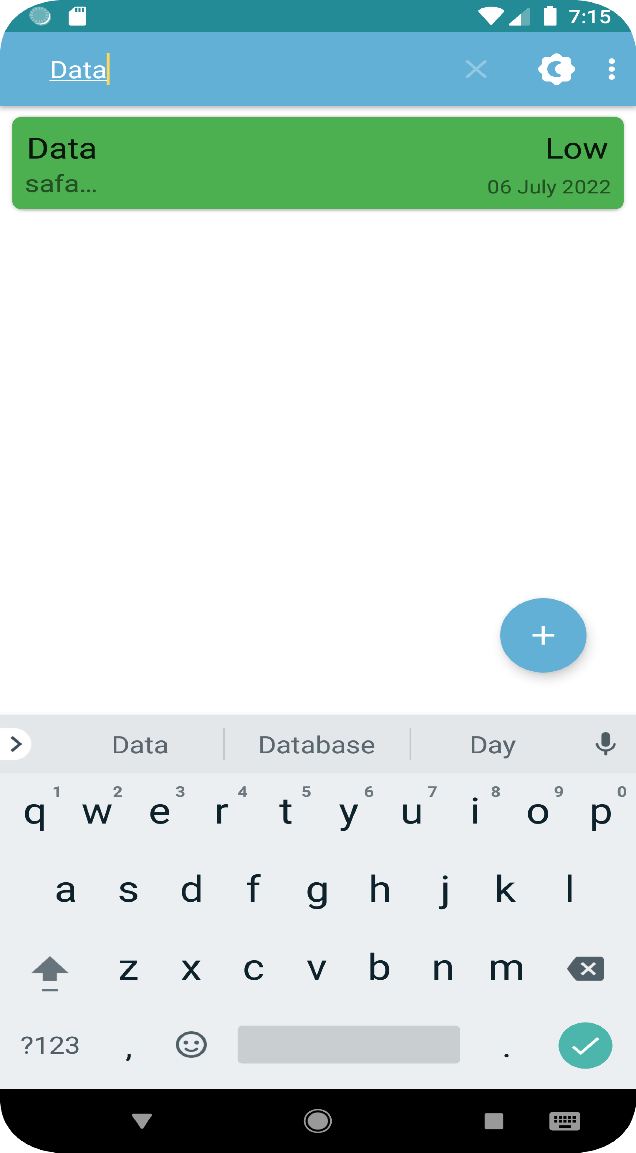 7:15
Data
Data Low
safa... 06 July 2022
+
Data Database Day
q 1 w 2 e 3 r 4 t 5 y 6 u 7 i 8 o 9 p 0
a s d f g h j k l
z x c v b n m
?123 , .